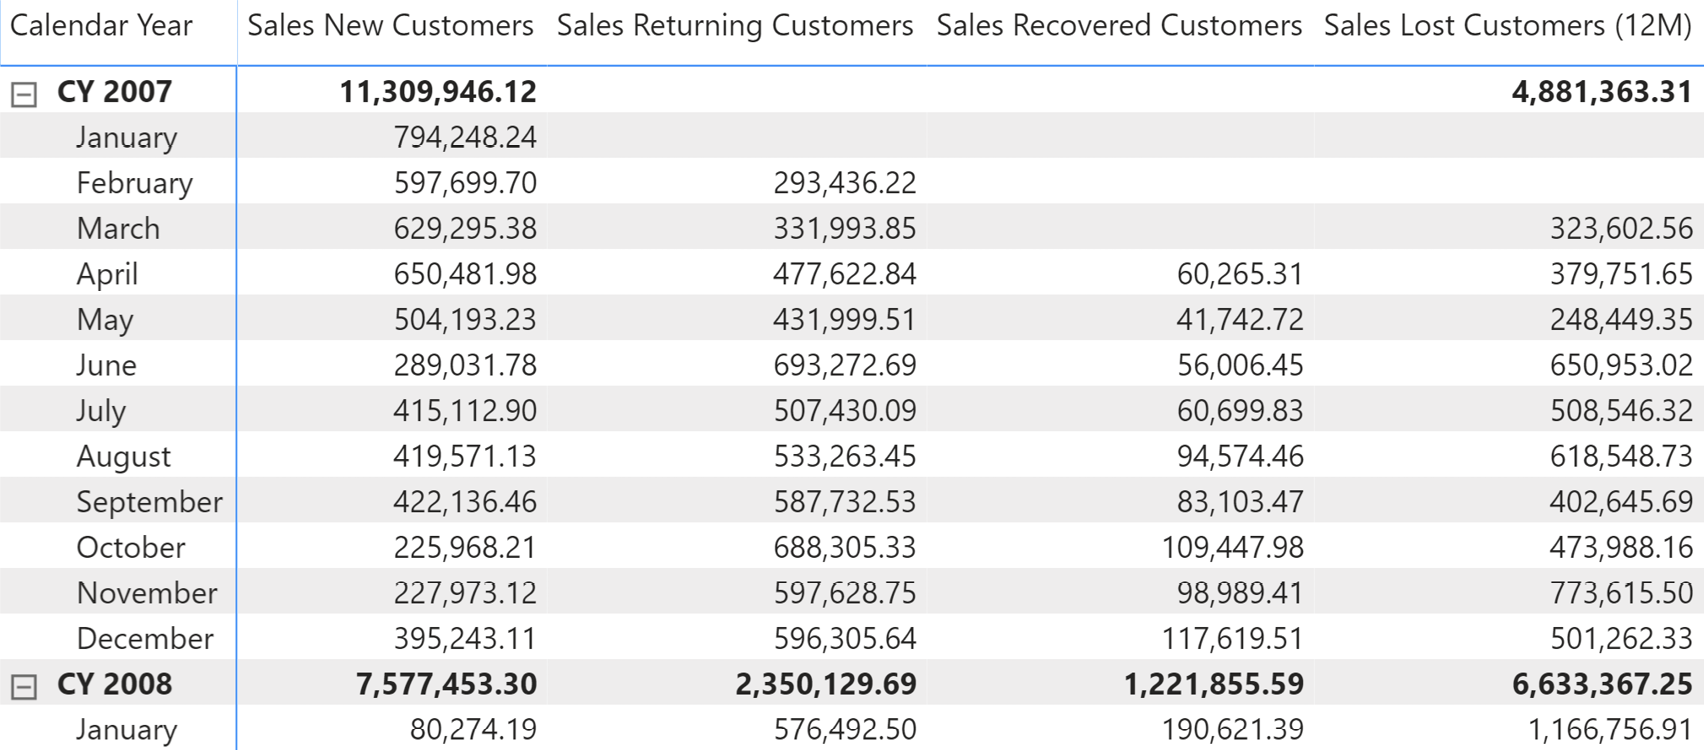 Calendar Year Sales New Customers Sales Returning Customers Sales Recovered Customers Sales Lost Customers (12M)
CY 2007 11,309,946.12 4,881,363.31
January 794,248.24
February 597,699.70 293,436.22
March 629,295.38 331,993.85 323,602.56
April 650,481.98 477,622.84 60,265.31 379,751.65
May 504,193.23 431,999.51 41,742.72 248,449.35
June 289,031.78 693,272.69 56,006.45 650,953.02
July 415,112.90 507,430.09 60,699.83 508,546.32
August 419,571.13 533,263.45 94,574.46 618,548.73
September 422,136.46 587,732.53 83,103.47 402,645.69
October 225,968.21 688,305.33 109,447.98 473,988.16
November 227,973.12 597,628.75 98,989.41 773,615.50
December 395,243.11 596,305.64 117,619.51 501,262.33
CY 2008 7,577,453.30 2,350,129.69 1,221,855.59 6,633,367.25
January 80,274.19 576,492.50 190,621.39 1,166,756.91